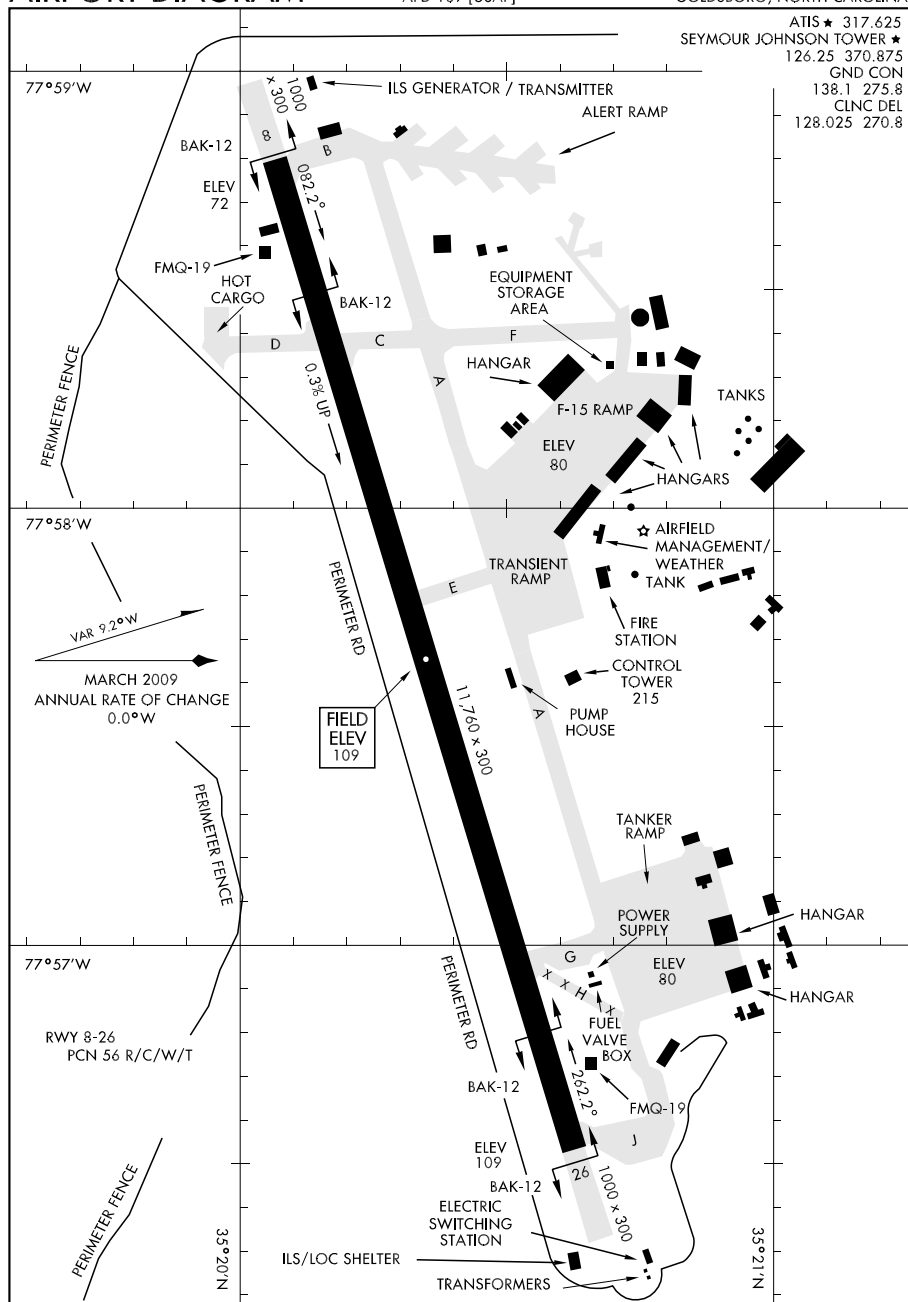 AIRPORT DIAGRAM
GOLDSBORO, NORTH CAROLINA
ATIS ★ 317.625
SEYMOUR JOHNSON TOWER ★
126.25 370.875
GND CON
138.1 275.8
CLNC DEL
128.025 270.8
77°59'W
1000
x 300
ILS GENERATOR / TRANSMITTER
ALERT RAMP
8
B
BAK-12
ELEV
72
082.2°
FMQ-19
HOT
CARGO
BAK-12
EQUIPMENT
STORAGE
AREA
D
C
F
A
HANGAR
0.3% UP
F-15 RAMP
TANKS
ELEV
80
HANGARS
PERIMETER FENCE
77°58'W
AIRFIELD
MANAGEMENT/
WEATHER
TRANSIENT
RAMP
TANK
E
PERIMETER RD
FIRE
STATION
VAR 9.2°W
MARCH 2009
ANNUAL RATE OF CHANGE
0.0°W
CONTROL
TOWER
215
A
PUMP
HOUSE
FIELD
ELEV
109
11,760 x 300
PERIMETER FENCE
TANKER
RAMP
POWER
SUPPLY
HANGAR
77°57'W
G
ELEV
80
X X H X
HANGAR
PERIMETER RD
FUEL
VALVE
BOX
RWY 8-26
PCN 56 R/C/W/T
BAK-12
262.2°
FMQ-19
J
ELEV
109
26
BAK-12
1000 x 300
ELECTRIC
SWITCHING
STATION
PERIMETER FENCE
35°20'N
ILS/LOC SHELTER
TRANSFORMERS
35°21'N